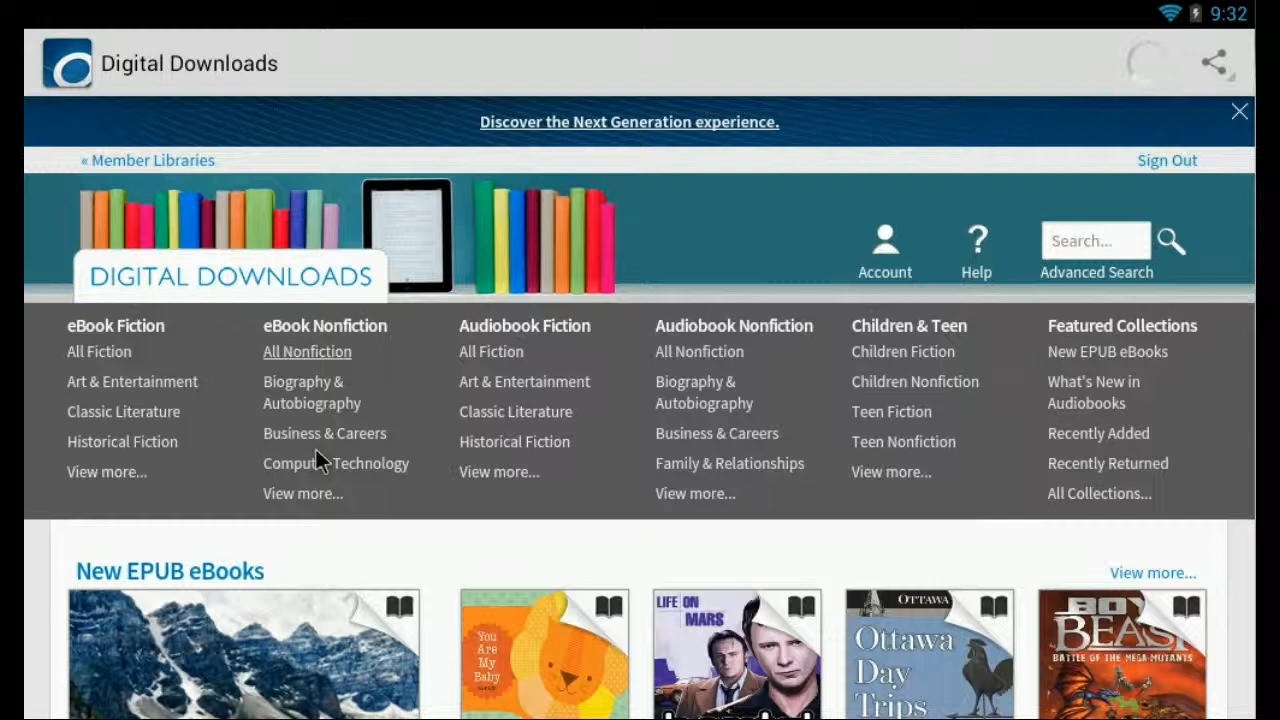 9:32
Digital Downloads
Discover the Next Generation experience.
« Member Libraries
Sign Out
DIGITAL DOWNLOADS
Account
Help
Search...
Advanced Search
eBook Fiction
All Fiction
Art & Entertainment
Classic Literature
Historical Fiction
View more...
eBook Nonfiction
All Nonfiction
Biography &
Autobiography
Business & Careers
Computer Technology
View more...
Audiobook Fiction
All Fiction
Art & Entertainment
Classic Literature
Historical Fiction
View more...
Audiobook Nonfiction
All Nonfiction
Biography &
Autobiography
Business & Careers
Family & Relationships
View more...
Children & Teen
Children Fiction
Children Nonfiction
Teen Fiction
Teen Nonfiction
View more...
Featured Collections
New EPUB eBooks
What's New in
Audiobooks
Recently Added
Recently Returned
All Collections...
New EPUB eBooks
View more...
You
Are
My
Baby
LIFE ON
MARS
OTTAWA
Ottawa
Day
Trips
BEAST
BATTLE OF THE MEGA-MUTANTS